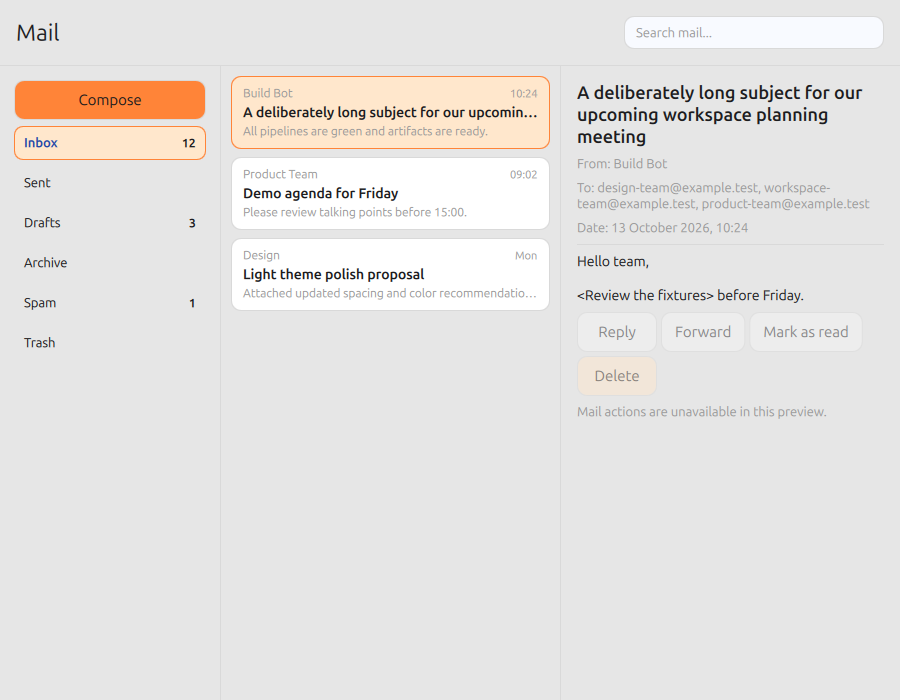 Mail
Search mail...
Compose
Inbox 12
Sent
Drafts 3
Archive
Spam 1
Trash
Build Bot 10:24
A deliberately long subject for our upcomin...
All pipelines are green and artifacts are ready.
Product Team 09:02
Demo agenda for Friday
Please review talking points before 15:00.
Design Mon
Light theme polish proposal
Attached updated spacing and color recommendatio...
A deliberately long subject for our
upcoming workspace planning
meeting
From: Build Bot
To: design-team@example.test, workspace-
team@example.test, product-team@example.test
Date: 13 October 2026, 10:24
Hello team,
<Review the fixtures> before Friday.
Reply Forward Mark as read
Delete
Mail actions are unavailable in this preview.